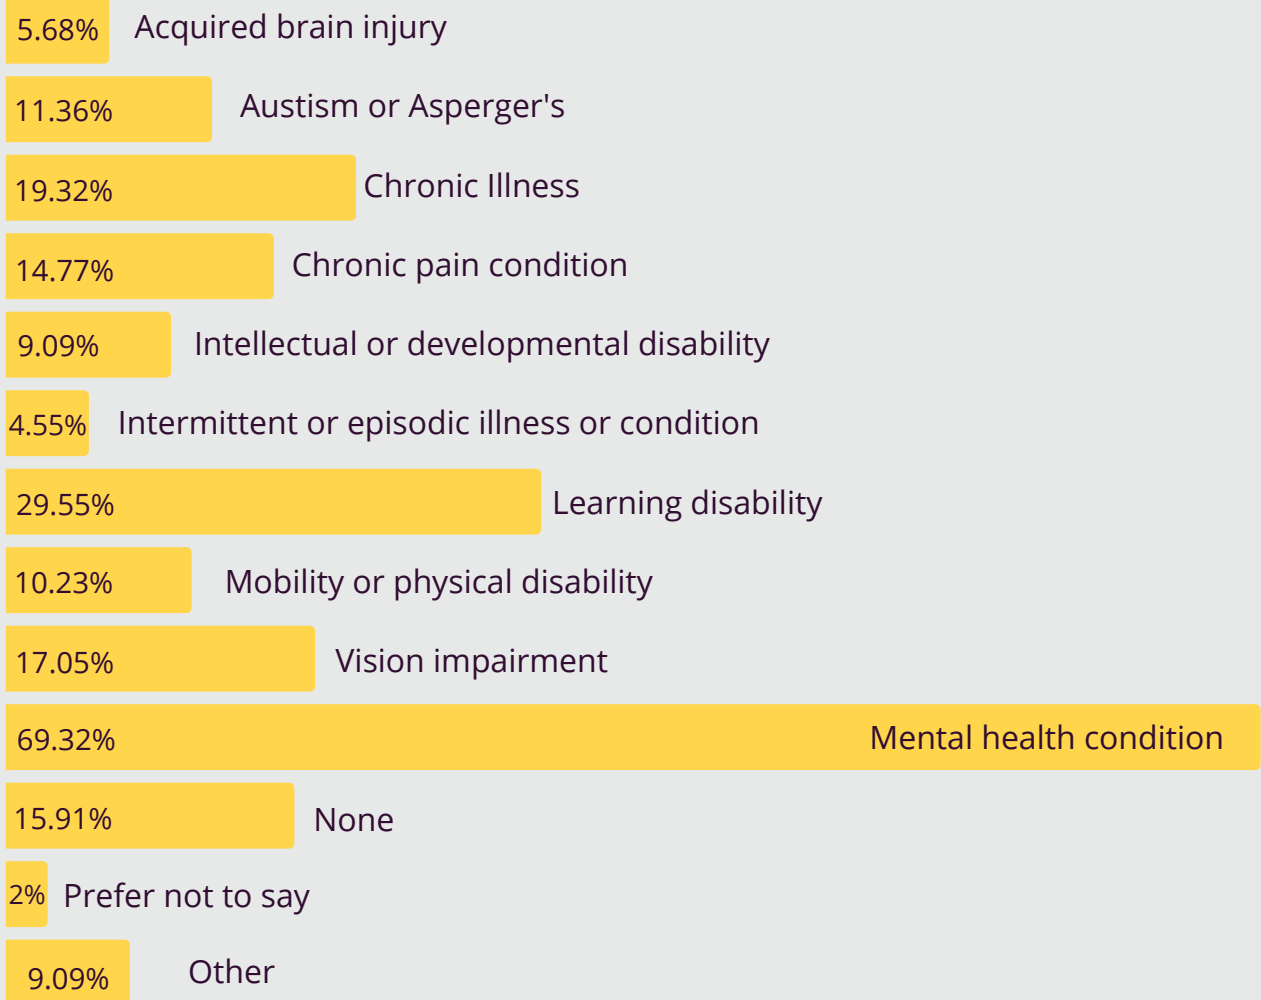 5.68% Acquired brain injury
11.36% Austism or Asperger's
19.32% Chronic Illness
14.77% Chronic pain condition
9.09% Intellectual or developmental disability
4.55% Intermittent or episodic illness or condition
29.55% Learning disability
10.23% Mobility or physical disability
17.05% Vision impairment
69.32% Mental health condition
15.91% None
2% Prefer not to say
9.09% Other